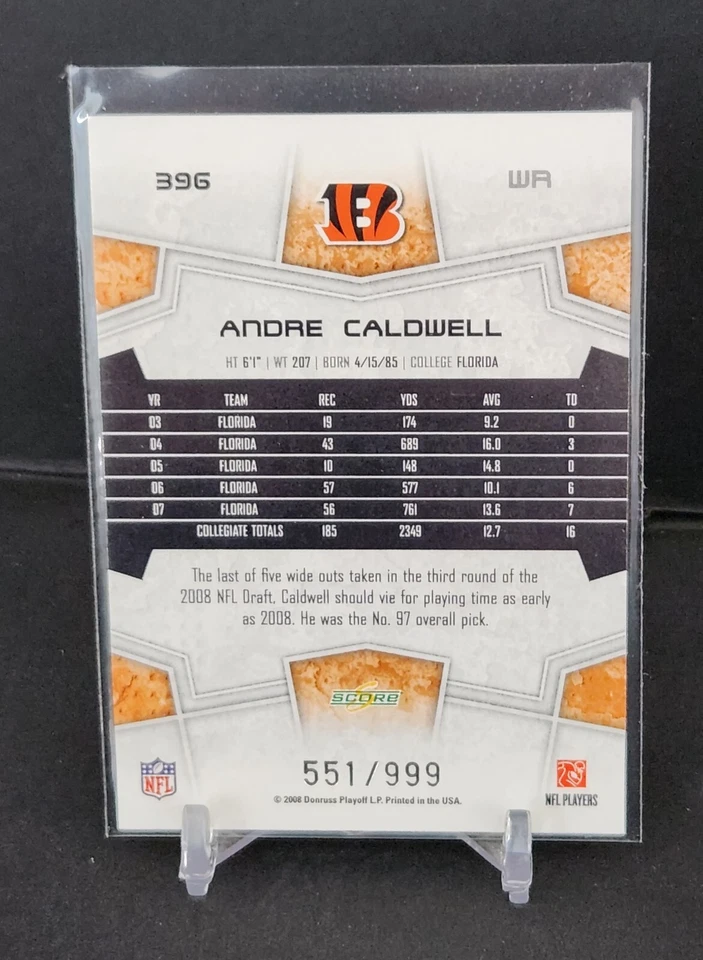 396 WR
B
ANDRE CALDWELL
HT 6'1" | WT 207 | BORN 4/15/85 | COLLEGE FLORIDA
YR TEAM REC YDS AVG TD
03 FLORIDA 19 174 9.2 0
04 FLORIDA 43 689 16.0 3
05 FLORIDA 10 148 14.8 0
06 FLORIDA 57 577 10.1 6
07 FLORIDA 56 761 13.6 7
COLLEGIATE TOTALS 185 2349 12.7 16
The last of five wide outs taken in the third round of the
2008 NFL Draft, Caldwell should vie for playing time as early
as 2008. He was the No. 97 overall pick.
SCORE
551/999
NFL
NFL PLAYERS
© 2008 Donruss Playoff L.P. Printed in the USA.